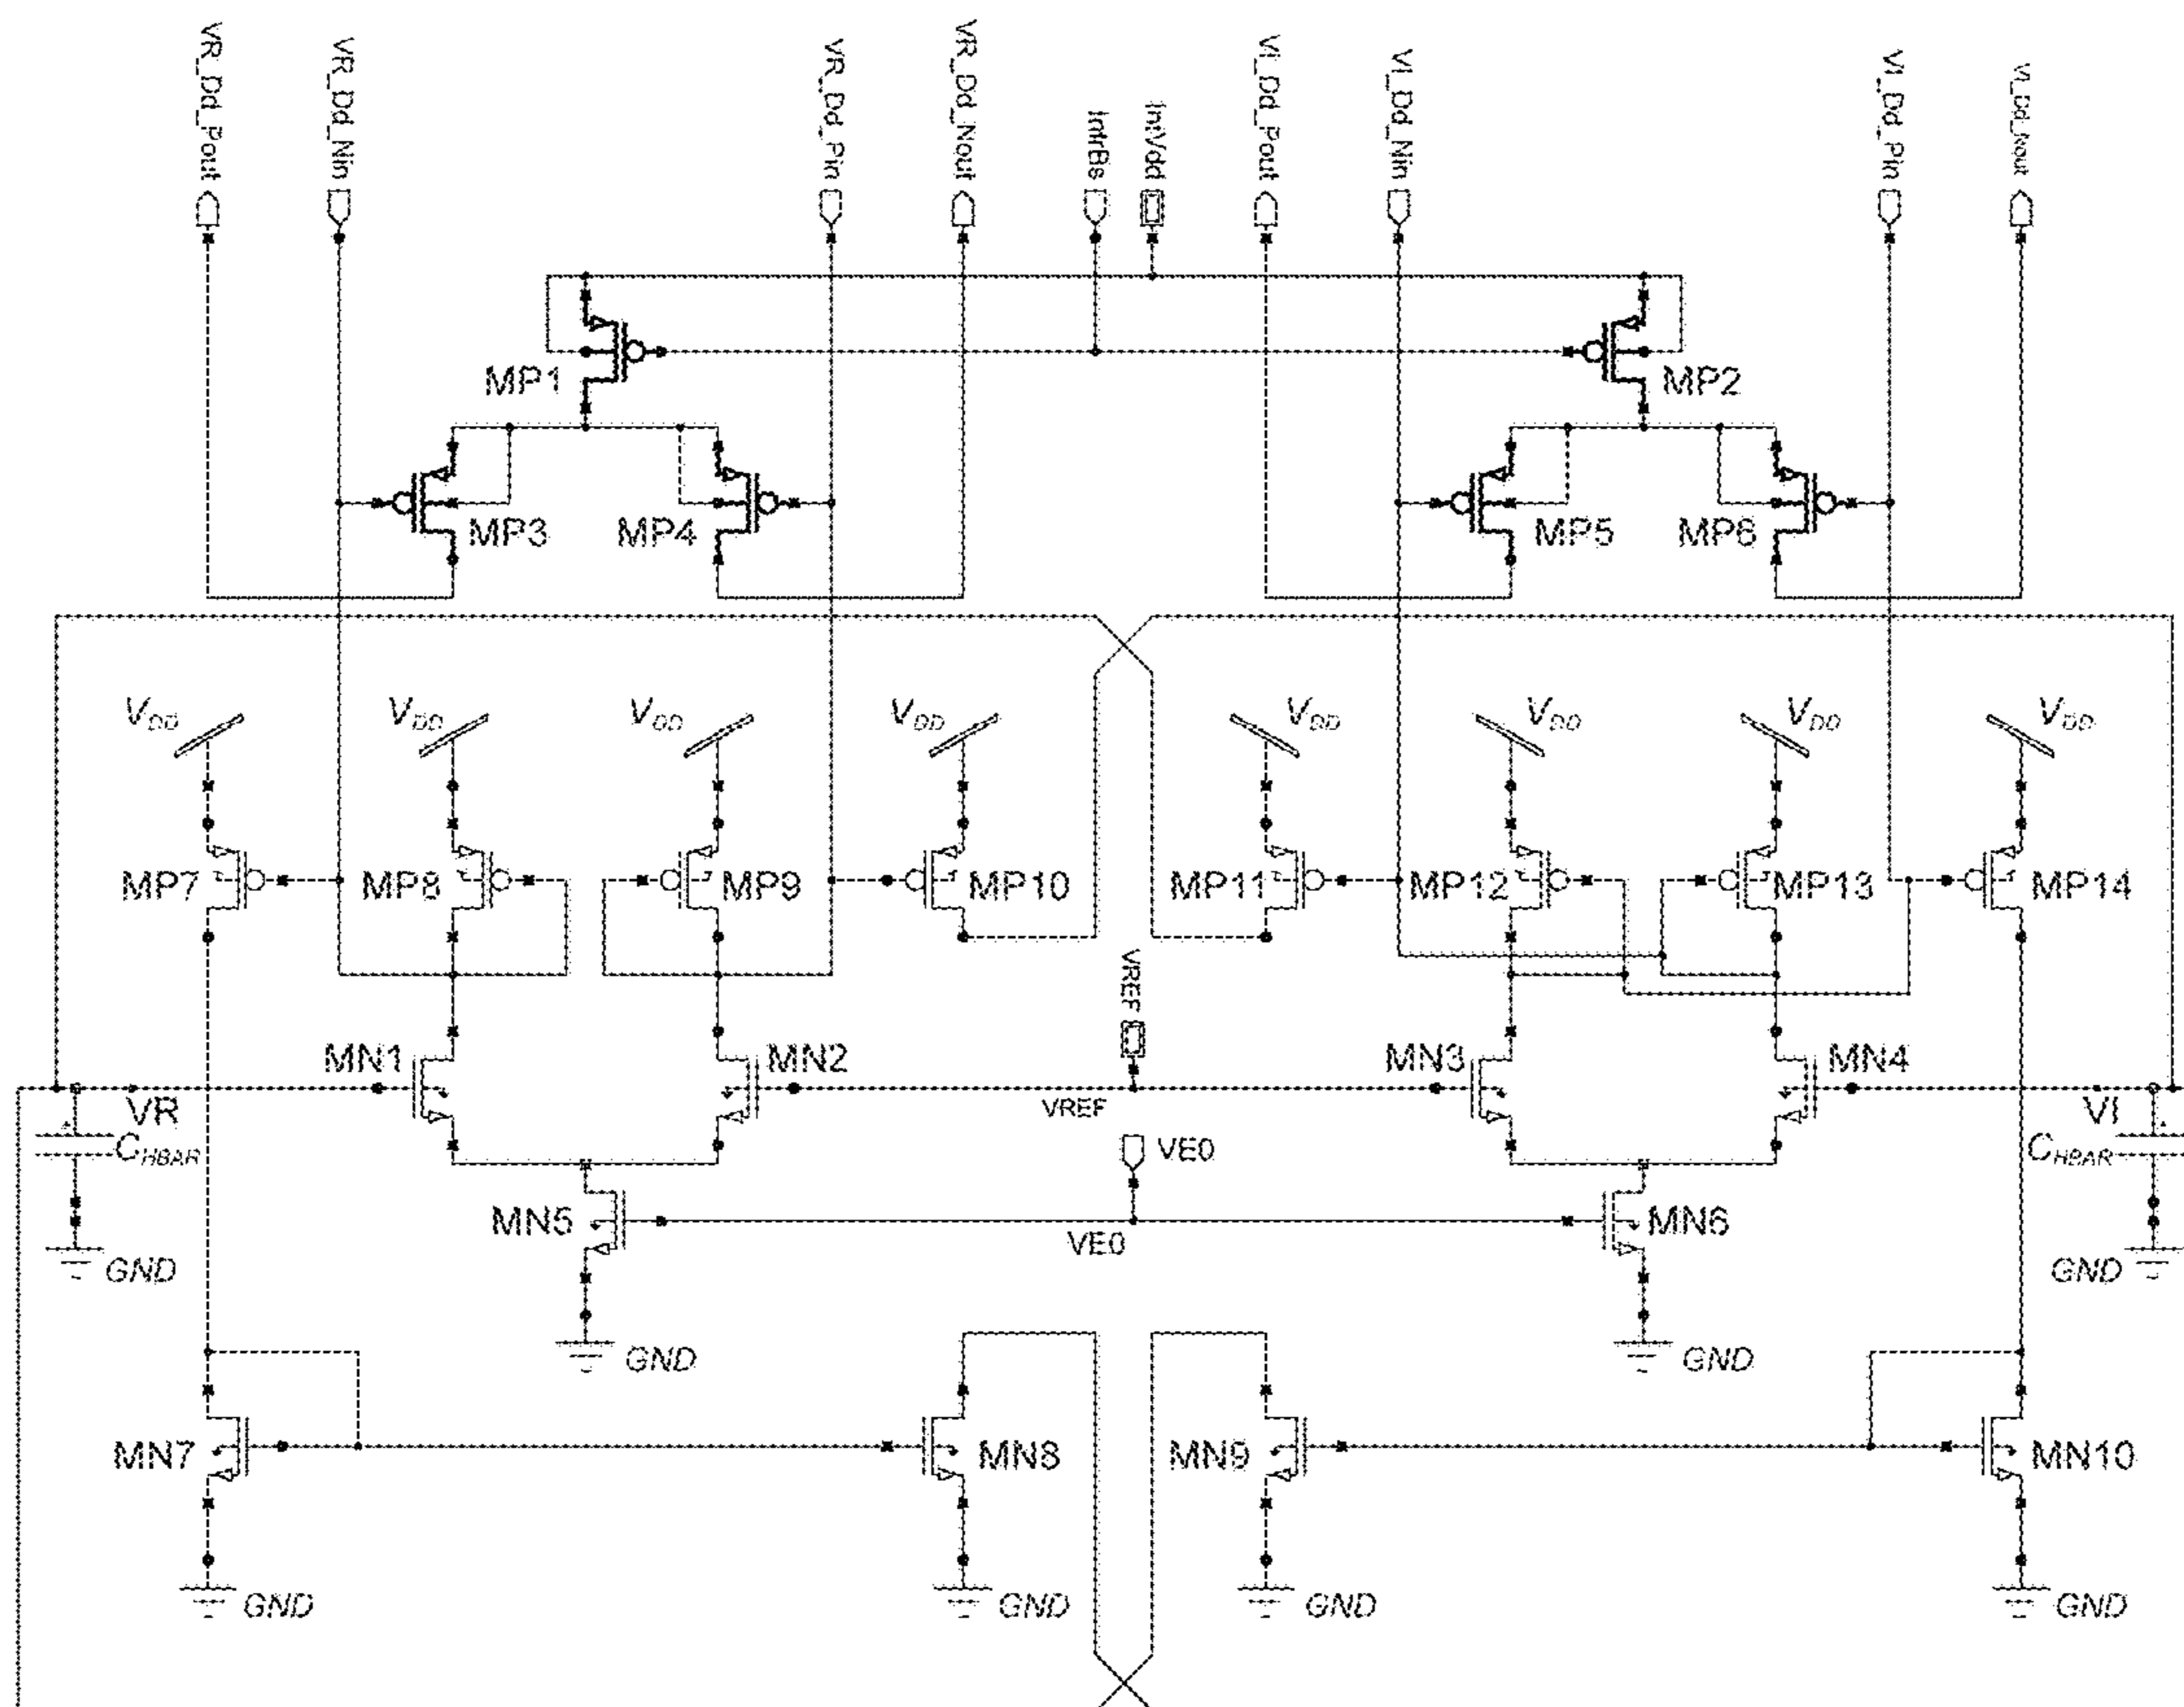 VR_Dd_Pout
VR_Dd_Nin
VR_Dd_Pin
VR_Dd_Nout
IntrBs
IntVdd
VI_Dd_Pout
VI_Dd_Nin
VI_Dd_Pin
VI_Dd_Nout
MP1
MP2
MP3
MP4
MP5
MP6
VDD
VDD
VDD
VDD
VDD
VDD
VDD
VDD
MP7
MP8
MP9
MP10
MP11
MP12
MP13
MP14
VREF
MN1
MN2
MN3
MN4
VR
VREF
VI
CHBAR
VE0
CHBAR
MN5
VE0
MN6
GND
GND
GND
GND
MN7
MN8
MN9
MN10
GND
GND
GND
GND